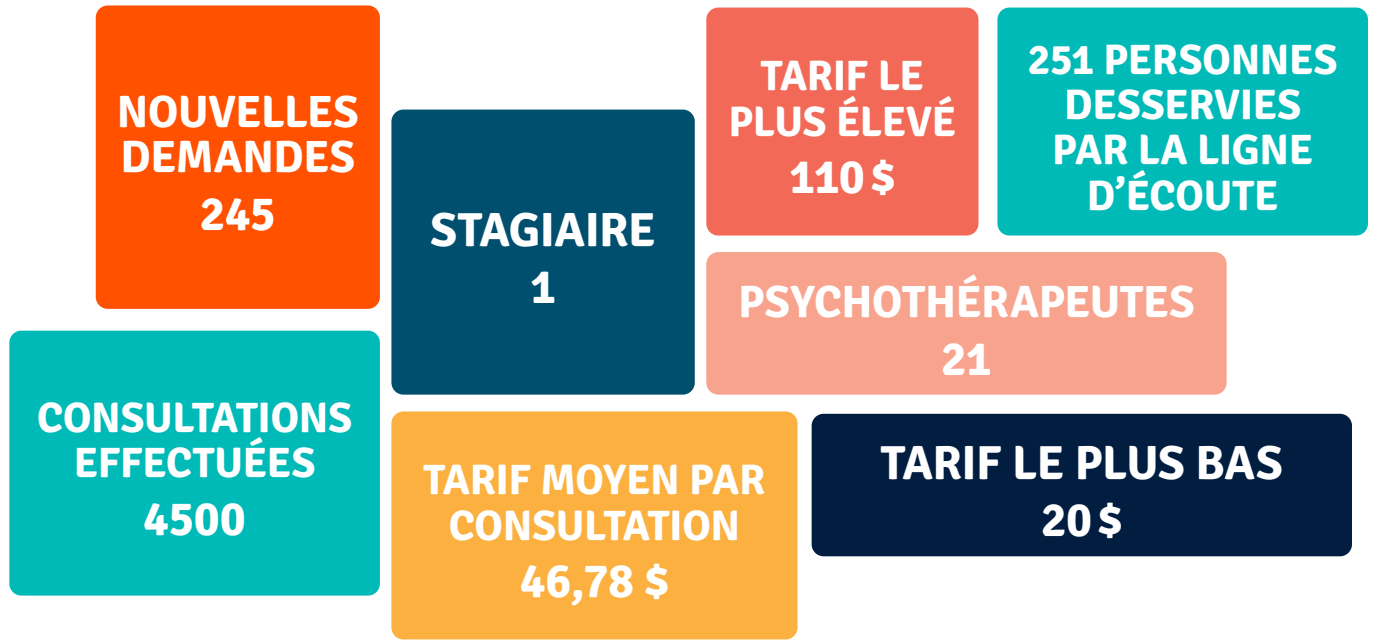 NOUVELLES
DEMANDES
245
STAGIAIRE
1
TARIF LE
PLUS ÉLEVÉ
110 $
251 PERSONNES
DESSERVIES
PAR LA LIGNE
D’ÉCOUTE
PSYCHOTHÉRAPEUTES
21
CONSULTATIONS
EFFECTUÉES
4500
TARIF MOYEN PAR
CONSULTATION
46,78 $
TARIF LE PLUS BAS
20 $